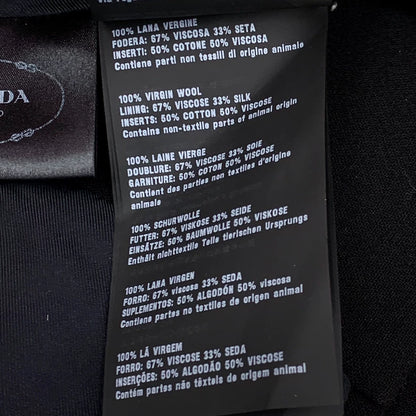 100% LANA VERGINE
FODERA: 67% VISCOSA 33% SETA
INSERTI: 50% COTONE 50% VISCOSA
Contiene parti non tessili di origine animale
100% VIRGIN WOOL
LINING: 67% VISCOSE 33% SILK
INSERTS: 50% COTTON 50% VISCOSE
Contains non-textile parts of animal origin
100% LAINE VIERGE
DOUBLURE: 67% VISCOSE 33% SOIE
GARNITURE: 50% COTON 50% VISCOSE
Contient des parties non textiles d'origine
animale
100% SCHURWOLLE
FUTTER: 67% VISKOSE 33% SEIDE
EINSÄTZE: 50% BAUMWOLLE 50% VISKOSE
Enthält nichttextile Teile tierischen Ursprungs
100% LANA VIRGEN
FORRO: 67% viscosa 33% SEDA
SUPLEMENTOS: 50% ALGODÓN 50% viscosa
Contiene partes no textiles de origen animal
100% LÃ VIRGEM
FORRO: 67% VISCOSE 33% SEDA
INSERÇÕES: 50% ALGODÃO 50% VISCOSE
Contém partes não têxteis de origem animal
DA